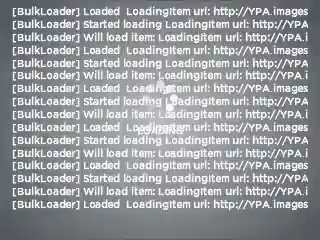 [BulkLoader] Loaded LoadingItem url: http://YPA.images
[BulkLoader] Started loading LoadingItem url: http://YPA
[BulkLoader] Will load item: LoadingItem url: http://YPA.i
[BulkLoader] Loaded LoadingItem url: http://YPA.images
[BulkLoader] Started loading LoadingItem url: http://YPA
[BulkLoader] Will load item: LoadingItem url: http://YPA.i
[BulkLoader] Loaded LoadingItem url: http://YPA.images
[BulkLoader] Started loading LoadingItem url: http://YPA
[BulkLoader] Will load item: LoadingItem url: http://YPA.i
[BulkLoader] Loaded LoadingItem url: http://YPA.images
[BulkLoader] Started loading LoadingItem url: http://YPA
[BulkLoader] Will load item: LoadingItem url: http://YPA.i
[BulkLoader] Loaded LoadingItem url: http://YPA.images
[BulkLoader] Started loading LoadingItem url: http://YPA
[BulkLoader] Will load item: LoadingItem url: http://YPA.i
[BulkLoader] Loaded LoadingItem url: http://YPA.images